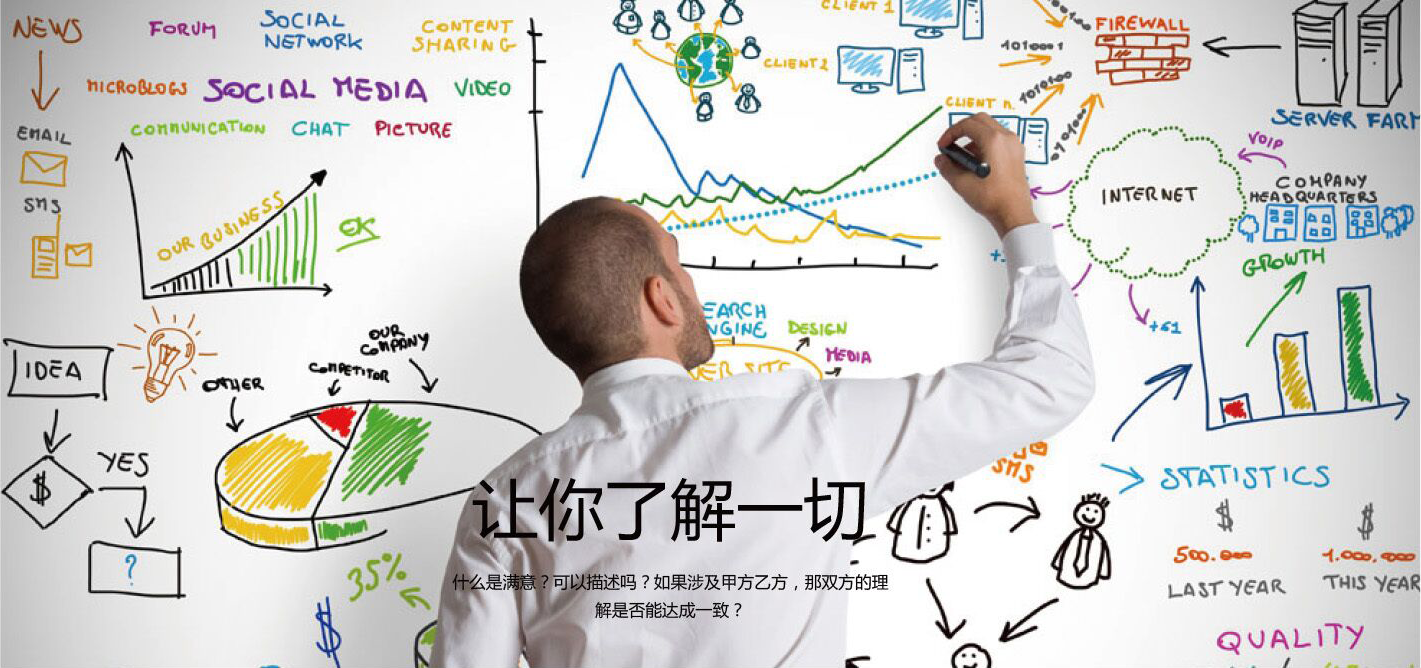 NEWS
FORUM
SOCIAL
NETWORK
CONTENT
SHARING
MICROBLOGS
SOCIAL MEDIA
VIDEO
COMMUNICATION
CHAT
PICTURE
EMAIL
SMS
OUR BUSINESS
OK
CLIENT 1
CLIENT 2
CLIENT n.
FIREWALL
SERVER FARM
VOIP
INTERNET
COMPANY
HEADQUARTERS
GROWTH
+61
IDEA
$
YES
?
OTHER
COMPETITOR
OUR
COMPANY
35%
$
DESIGN
MEDIA
SMS
STATISTICS
$
$
500.000
1.000.000
LAST YEAR
THIS YEAR
QUALITY
让你了解一切
什么是满意？可以描述吗？如果涉及甲方乙方，那双方的理
解是否能达成一致？